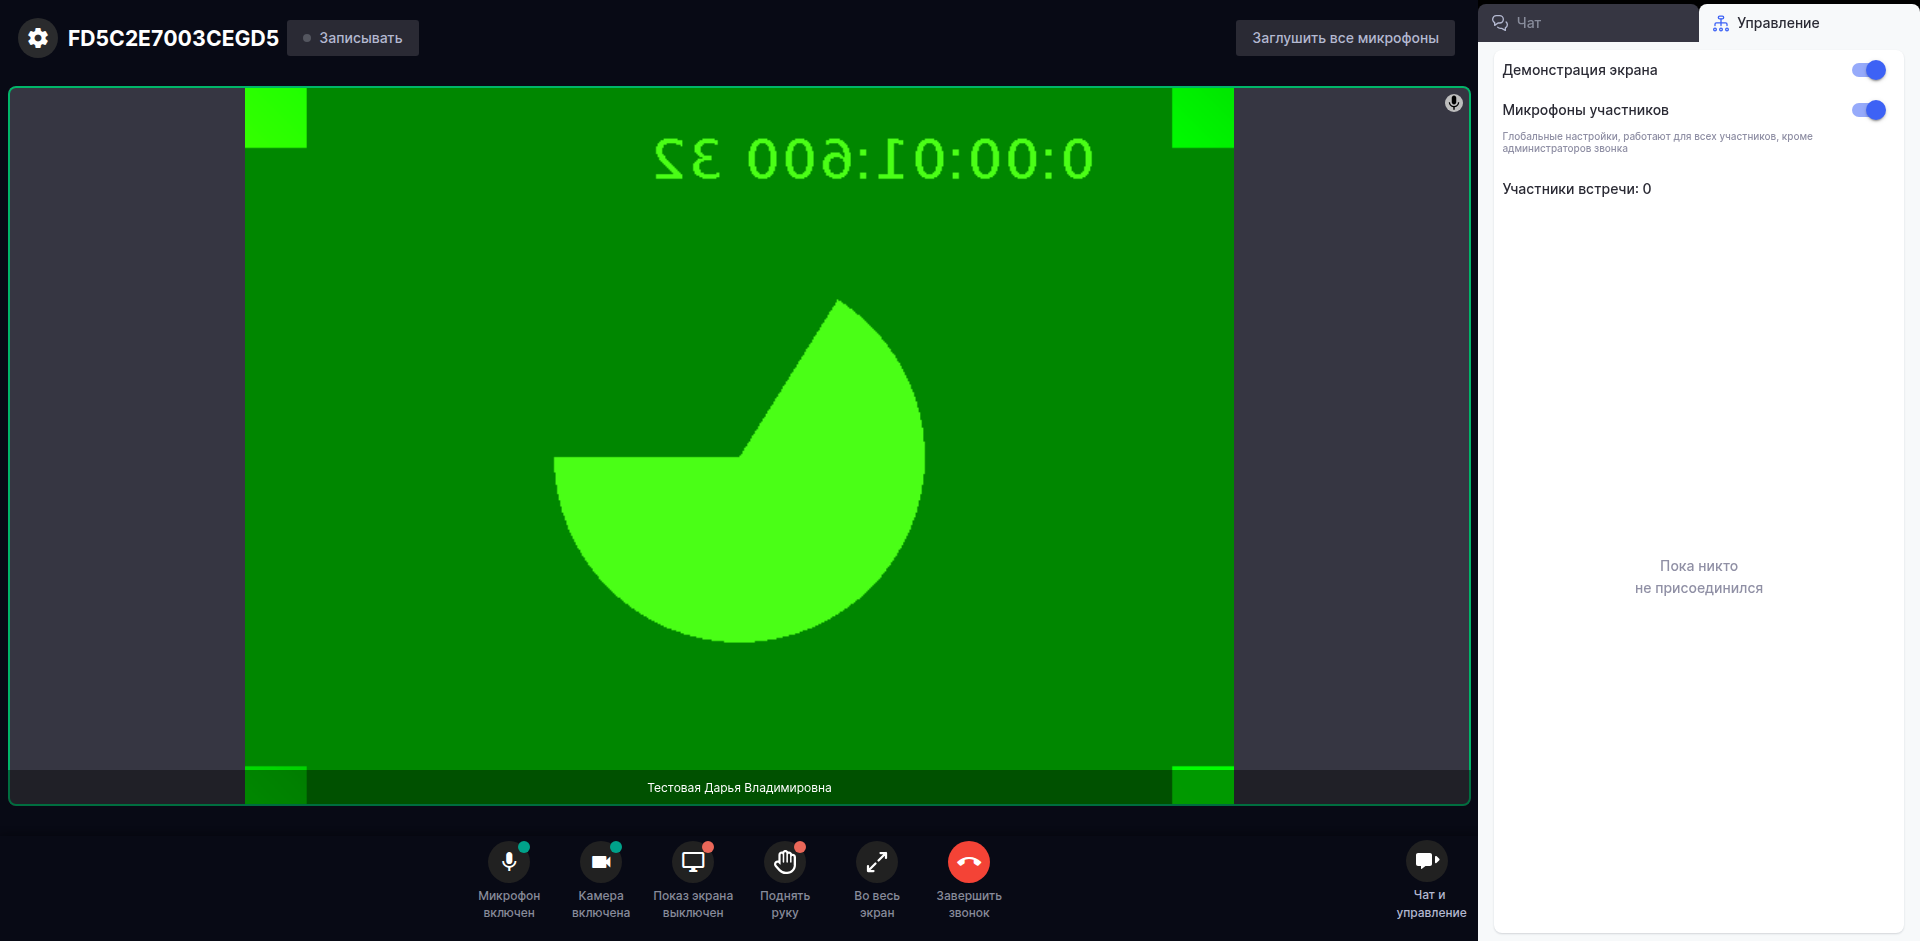 FD5C2E7003CEGD5
Записывать
Заглушить все микрофоны
Чат
Управление
Демонстрация экрана
Микрофоны участников
Глобальные настройки, работают для всех участников, кроме
администраторов звонка
Участники встречи: 0
0:00:01:600 32
Пока никто
не присоединился
Тестовая Дарья Владимировна
Микрофон
включен
Камера
включена
Показ экрана
выключен
Поднять
руку
Во весь
экран
Завершить
звонок
Чат и
управление